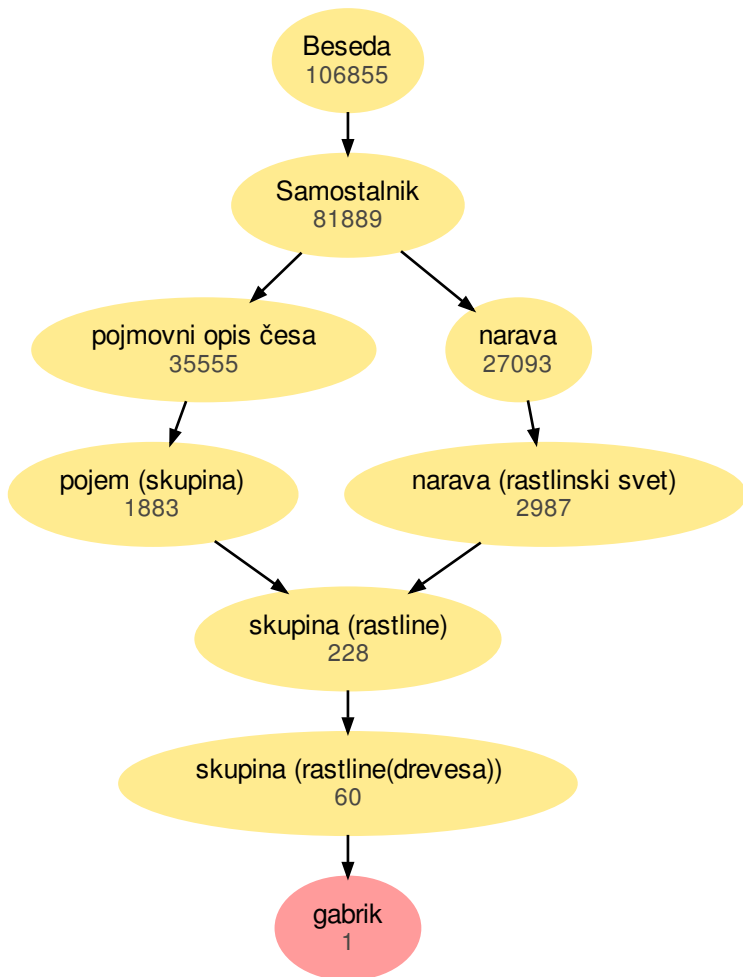 Beseda
106855
Samostalnik
81889
pojmovni opis česa
35555
narava
27093
pojem (skupina)
1883
narava (rastlinski svet)
2987
skupina (rastline)
228
skupina (rastline(drevesa))
60
gabrik
1